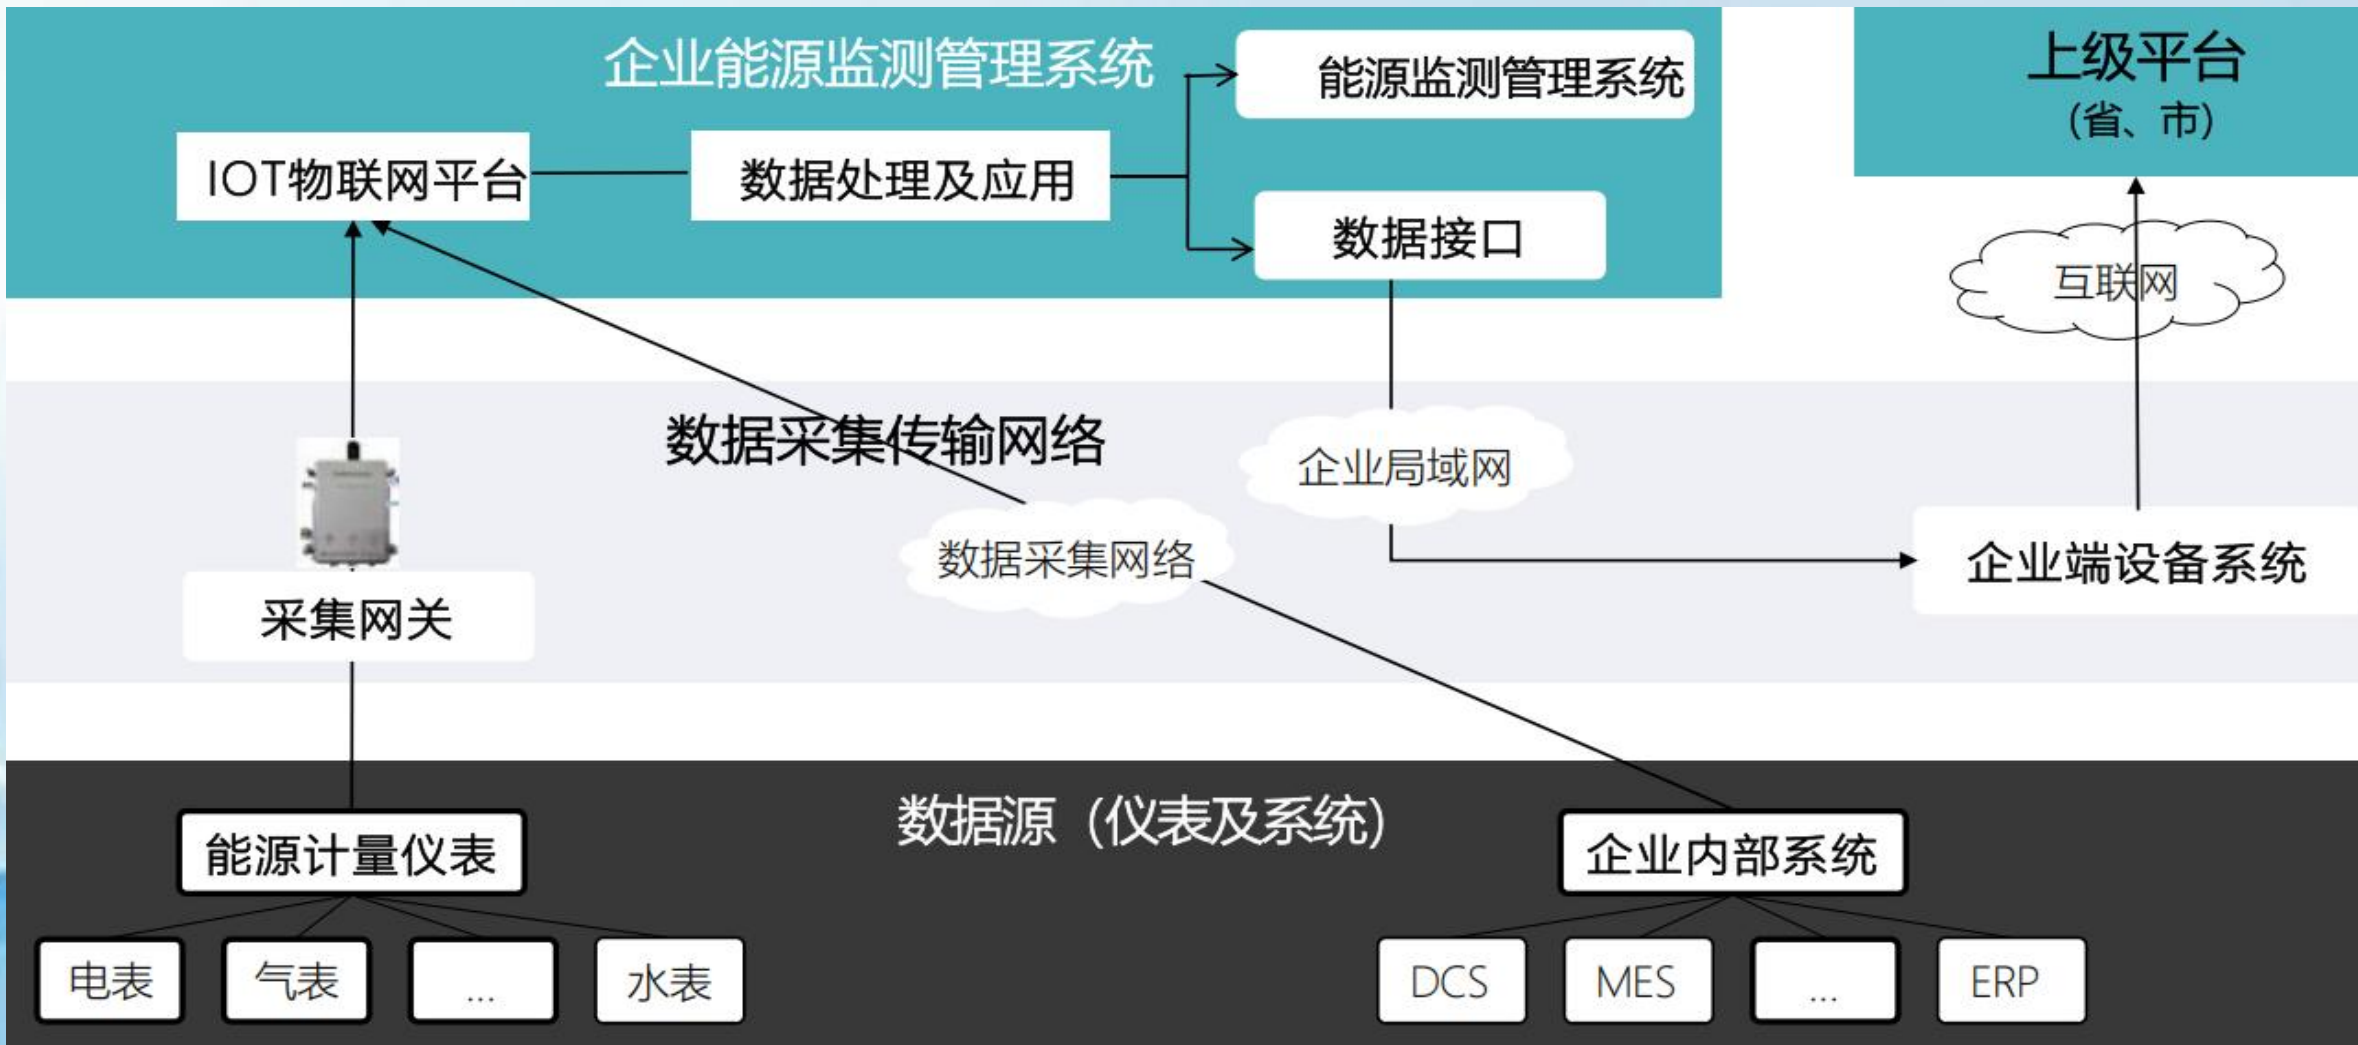 企业能源监测管理系统
能源监测管理系统
上级平台
(省、市)
IOT物联网平台
数据处理及应用
数据接口
互联网
数据采集传输网络
企业局域网
数据采集网络
企业端设备系统
采集网关
数据源（仪表及系统）
能源计量仪表
企业内部系统
电表
气表
...
水表
DCS
MES
...
ERP